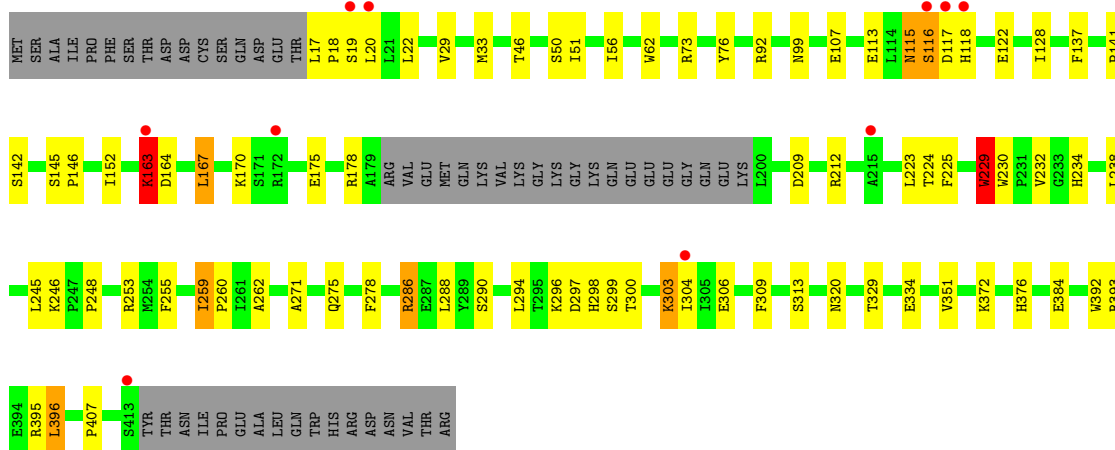 MET SER ALA ILE PRO PHE SER THR ASP ASP CYS SER GLN ASP GLU THR L17 P18 S19 L20 L21 L22 V29 M33 T46 S50 I51 I56 W62 R73 Y76 R92 N99 E107 E113 L114 N115 S116 D117 H118 E122 I128 F137
S142 S145 P146 I152 K163 D164 L167 K170 S171 R172 E175 R178 A179 ARG VAL GLU MET GLN LYS VAL LYS GLY LYS GLY LYS GLN GLU GLU GLU GLY GLN GLU LYS L200 D209 R212 A215 L223 T224 F225 W229 W230 P231 V232 G233 H234
L245 K246 P247 P248 R253 M254 F255 I259 P260 I261 A262 A271 Q275 F278 R286 E287 L288 Y289 S290 L294 T295 K296 D297 H298 S299 T300 K303 I304 I305 E306 F309 S313 N320 T329 E334 V351 K372 H376 E384 W392
E394 R395 L396 P407 S413 TYR THR ASN ILE PRO GLU ALA LEU GLN TRP HIS ARG ASP ASN VAL THR ARG